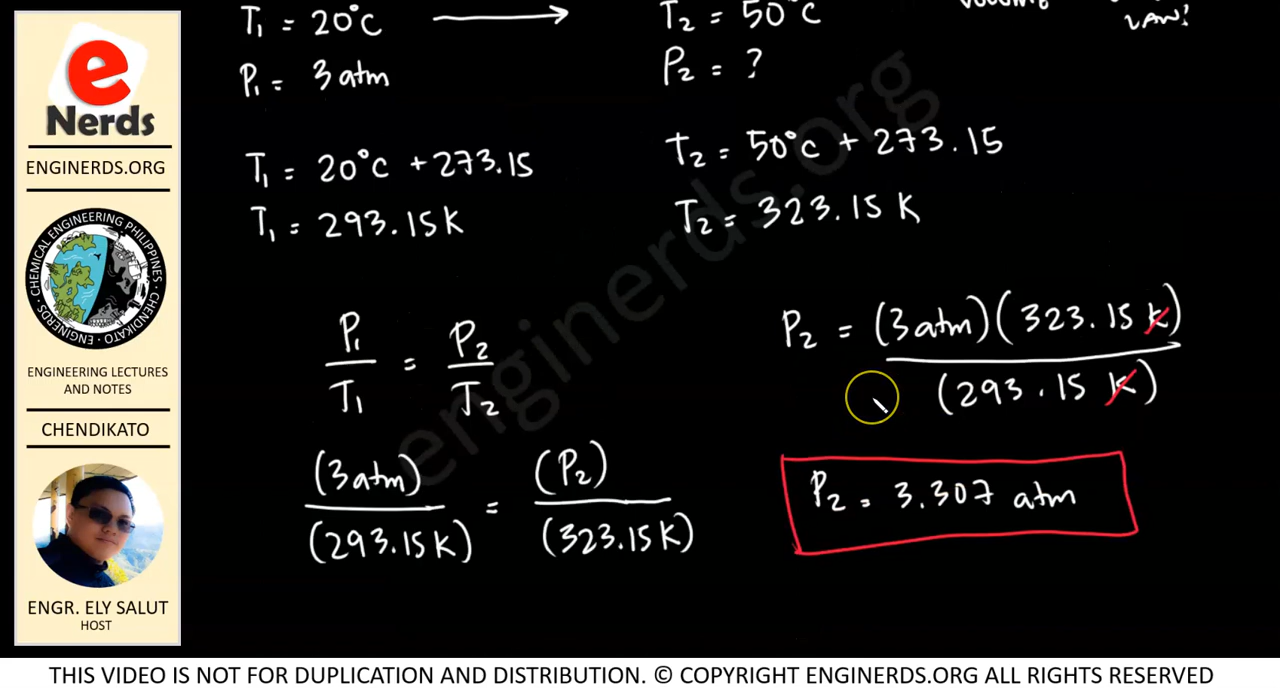 e
Nerds
ENGINERDS.ORG
CHEMICAL ENGINEERING PHILIPPINES
CHENDIKATO · ENGINERDS.ORG
ENGINEERING LECTURES
AND NOTES
CHENDIKATO
ENGR. ELY SALUT
HOST
T₁ = 20°C → T₂ = 50°C
VOLUME
LAW?
P₁ = 3 atm
P₂ = ?
T₁ = 20°C + 273.15
T₁ = 293.15 K
T₂ = 50°C + 273.15
T₂ = 323.15 K
P₁/T₁ = P₂/T₂
(3 atm)/(293.15 K) = (P₂)/(323.15 K)
P₂ = (3 atm)(323.15 K)/(293.15 K)
P₂ = 3.307 atm
enginerds.org
THIS VIDEO IS NOT FOR DUPLICATION AND DISTRIBUTION. © COPYRIGHT ENGINERDS.ORG ALL RIGHTS RESERVED